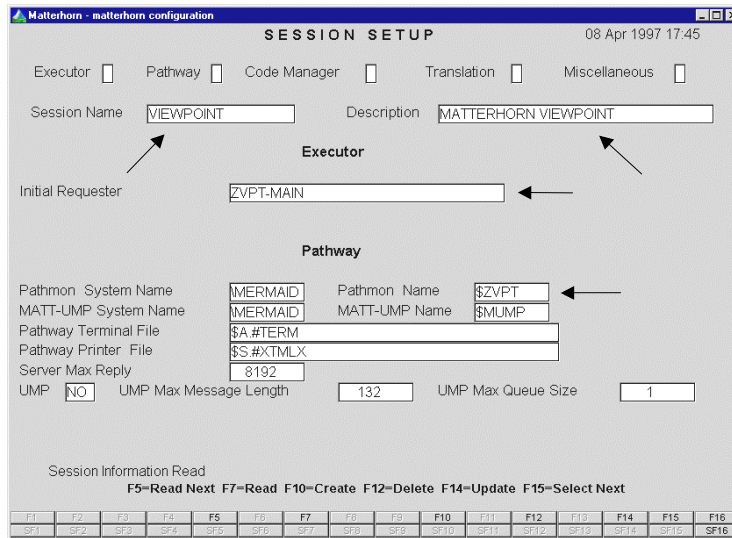 Matterhorn - matterhorn configuration
SESSION SETUP 08 Apr 1997 17:45
Executor Pathway Code Manager Translation Miscellaneous
Session Name VIEWPOINT Description MATTERHORN VIEWPOINT
Executor
Initial Requester ZVPT-MAIN
Pathway
Pathmon System Name \MERMAID Pathmon Name $ZVPT
MATT-UMP System Name \MERMAID MATT-UMP Name $MUMP
Pathway Terminal File $A.#TERM
Pathway Printer File $S.#XTMLX
Server Max Reply 8192
UMP NO UMP Max Message Length 132 UMP Max Queue Size 1
Session Information Read
F5=Read Next F7=Read F10=Create F12=Delete F14=Update F15=Select Next
F1 F2 F3 F4 F5 F6 F7 F8 F9 F10 F11 F12 F13 F14 F15 F16
SF1 SF2 SF3 SF4 SF5 SF6 SF7 SF8 SF9 SF10 SF11 SF12 SF13 SF14 SF15 SF16